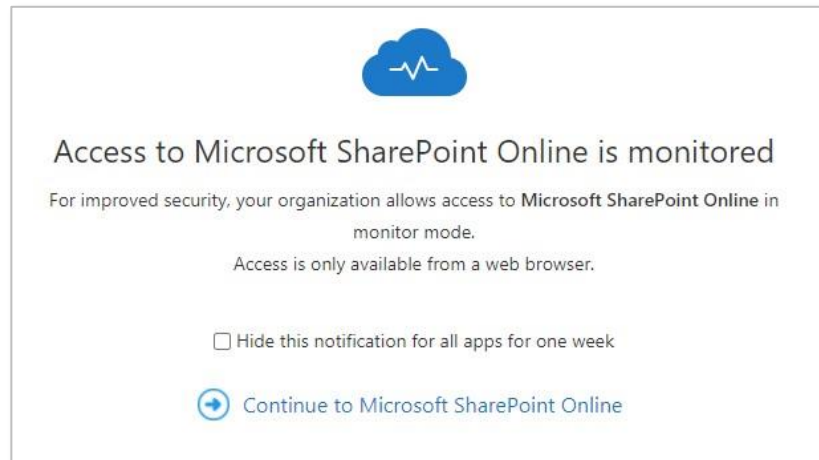 Access to Microsoft SharePoint Online is monitored
For improved security, your organization allows access to Microsoft SharePoint Online in
monitor mode.
Access is only available from a web browser.
Hide this notification for all apps for one week
Continue to Microsoft SharePoint Online